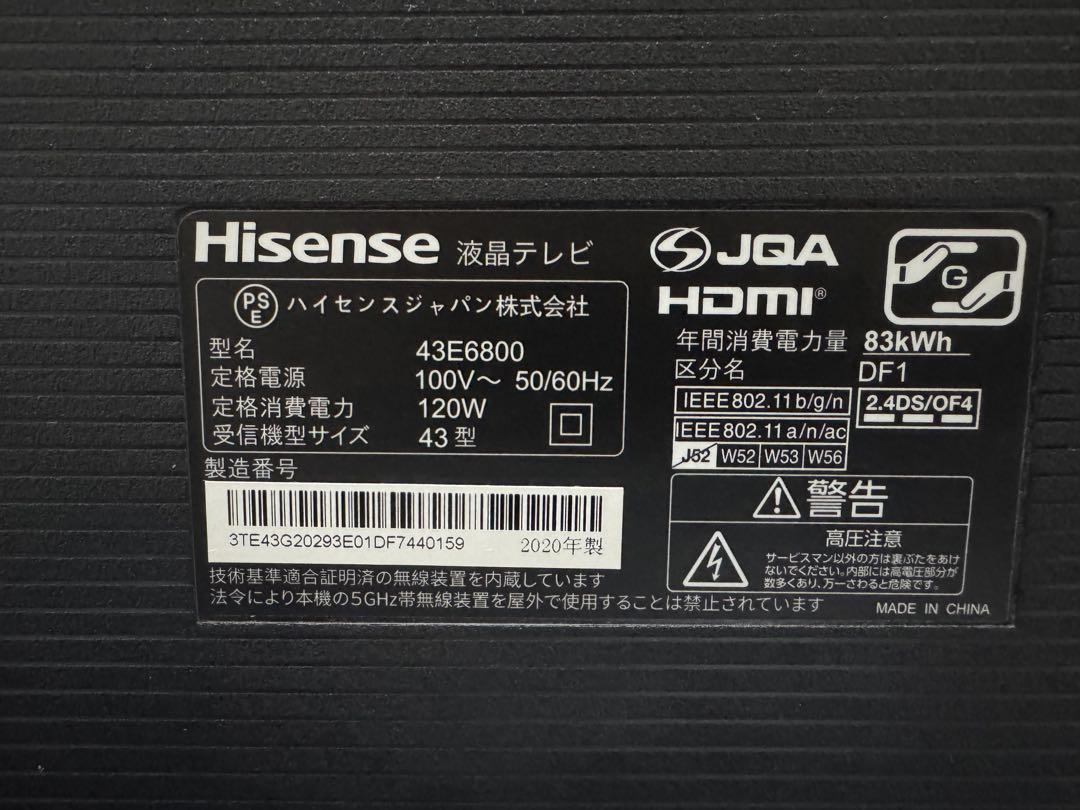 Hisense 液晶テレビ
PSE ハイセンスジャパン株式会社
型名 43E6800
定格電源 100V～ 50/60Hz
定格消費電力 120W
受信機型サイズ 43型
製造番号
3TE43G20293E01DF7440159 2020年製
技術基準適合証明済の無線装置を内蔵しています
法令により本機の5GHz帯無線装置を屋外で使用することは禁止されています
JQA
HDMI®
G
年間消費電力量 83kWh
区分名 DF1
IEEE802.11b/g/n
2.4DS/OF4
IEEE802.11a/n/ac
J52 W52 W53 W56
警告
高圧注意
サービスマン以外の方は裏ぶたをあけ
ないでください。内部には高電圧部分が
数多くあり、万一さわると危険です。
MADE IN CHINA